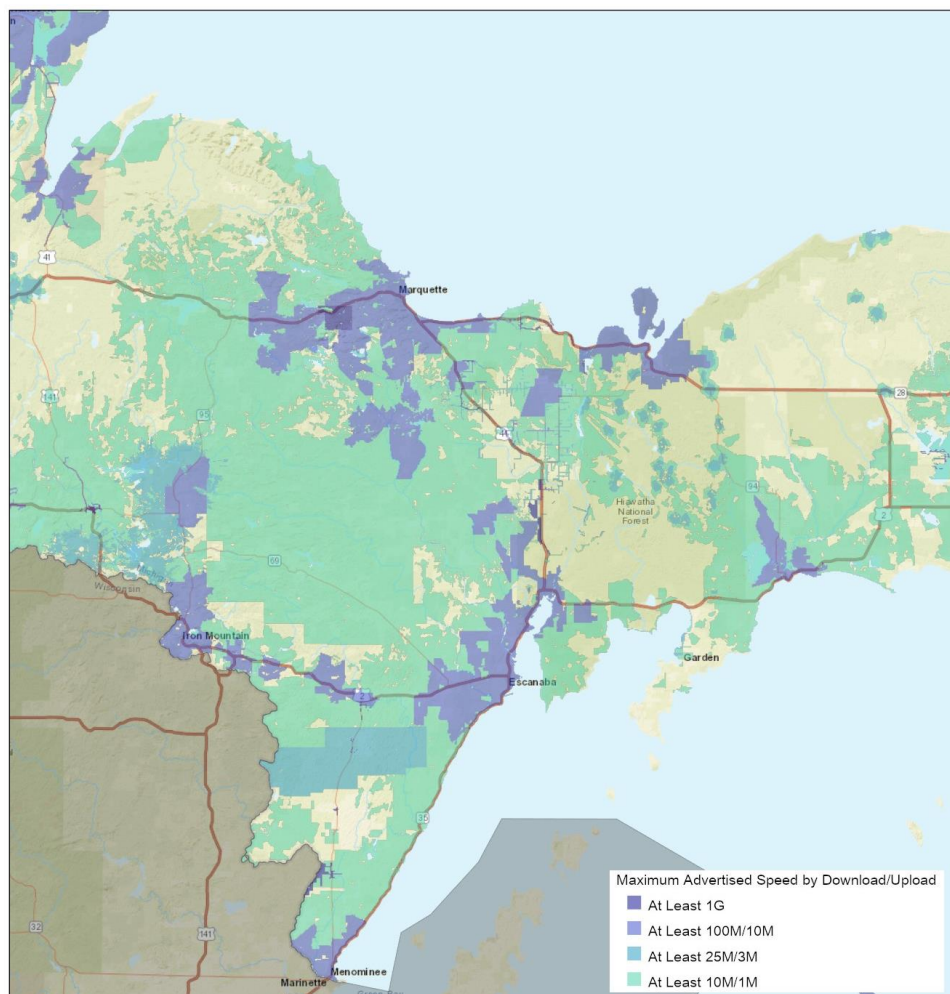 41
Marquette
141
28
95
41
Hiawatha
National
Forest
94
2
69
Wisconsin
Iron Mountain
Garden
Escanaba
2
35
Maximum Advertised Speed by Download/Upload
At Least 1G
At Least 100M/10M
At Least 25M/3M
At Least 10M/1M
32
141
Menominee
Marinette